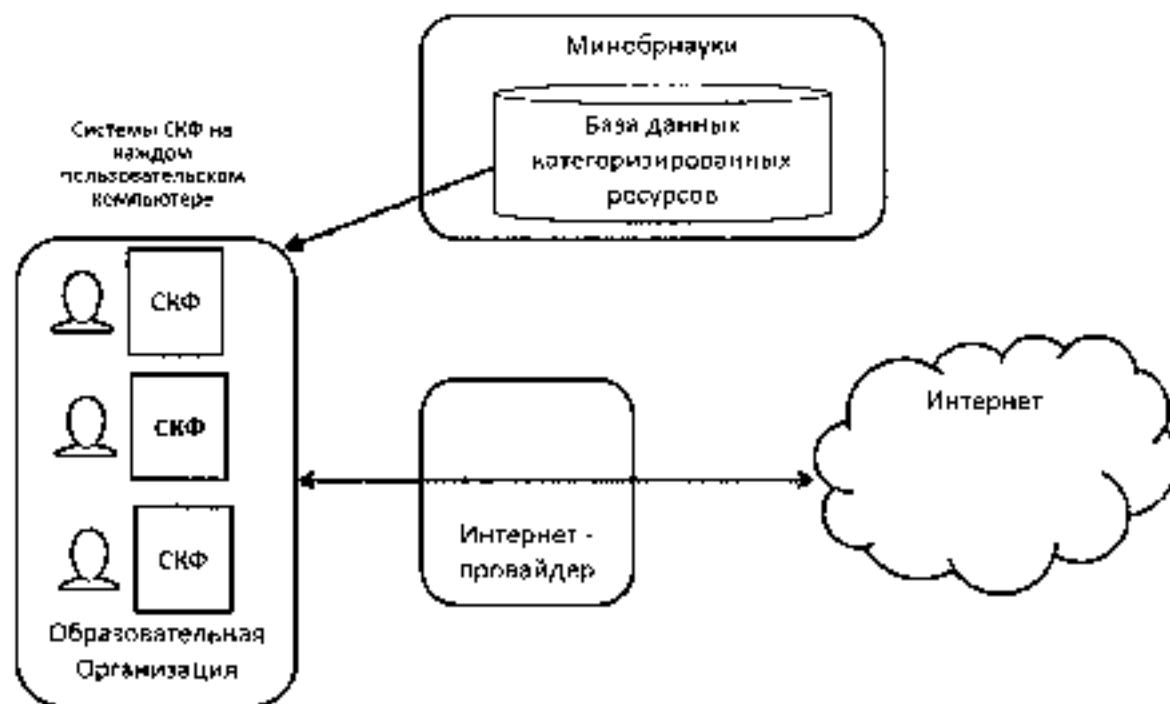 Минобрнауки
База данных
категоризированных
ресурсов
Системы СКФ на
каждом
пользовательском
компьютере
СКФ
СКФ
СКФ
Образовательная
Организация
Интернет -
провайдер
Интернет